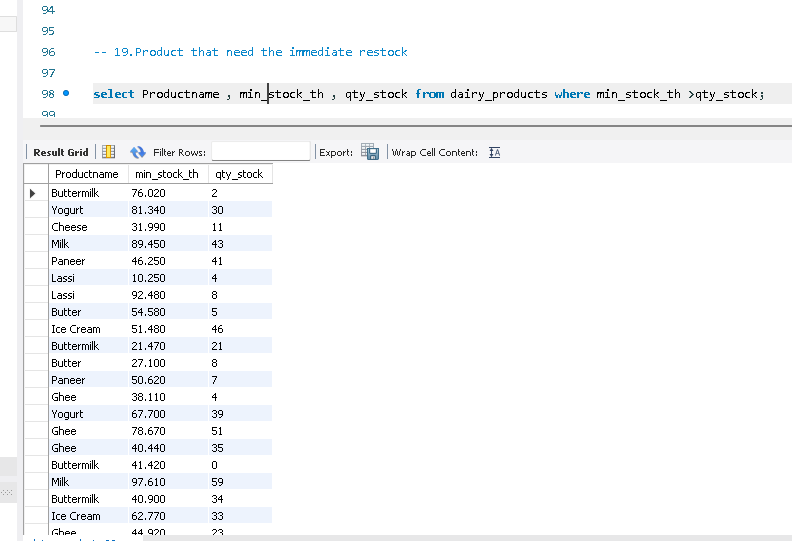 94
95
96 -- 19.Product that need the immediate restock
97
98 select Productname , min_stock_th , qty_stock from dairy_products where min_stock_th >qty_stock;
99
Result Grid Filter Rows: Export: Wrap Cell Content:
Productname min_stock_th qty_stock
Buttermilk 76.020 2
Yogurt 81.340 30
Cheese 31.990 11
Milk 89.450 43
Paneer 46.250 41
Lassi 10.250 4
Lassi 92.480 8
Butter 54.580 5
Ice Cream 51.480 46
Buttermilk 21.470 21
Butter 27.100 8
Paneer 50.620 7
Ghee 38.110 4
Yogurt 67.700 39
Ghee 78.670 51
Ghee 40.440 35
Buttermilk 41.420 0
Milk 97.610 59
Buttermilk 40.900 34
Ice Cream 62.770 33
Ghee 44.920 23